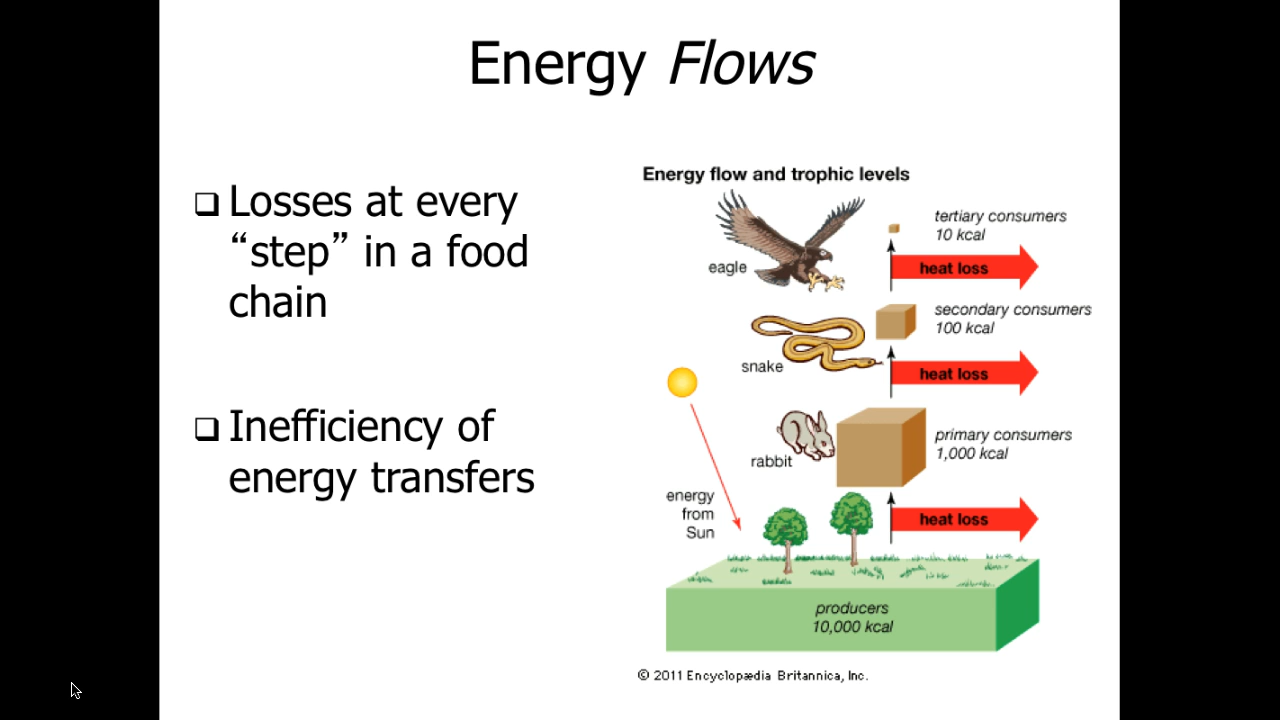 Energy Flows
❑ Losses at every
“step” in a food
chain
❑ Inefficiency of
energy transfers
Energy flow and trophic levels
tertiary consumers
10 kcal
eagle
heat loss
secondary consumers
100 kcal
snake
heat loss
primary consumers
1,000 kcal
rabbit
energy
from
Sun
heat loss
producers
10,000 kcal
© 2011 Encyclopædia Britannica, Inc.